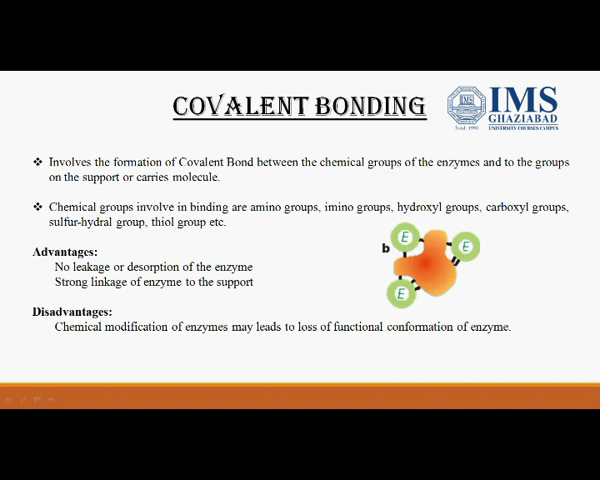 COVALENT BONDING
IMS
GHAZIABAD
UNIVERSITY COURSES CAMPUS
Estd. 1990
❖ Involves the formation of Covalent Bond between the chemical groups of the enzymes and to the groups
on the support or carries molecule.
❖ Chemical groups involve in binding are amino groups, imino groups, hydroxyl groups, carboxyl groups,
sulfur-hydral group, thiol group etc.
b
E
E
E
Advantages:
No leakage or desorption of the enzyme
Strong linkage of enzyme to the support
Disadvantages:
Chemical modification of enzymes may leads to loss of functional conformation of enzyme.